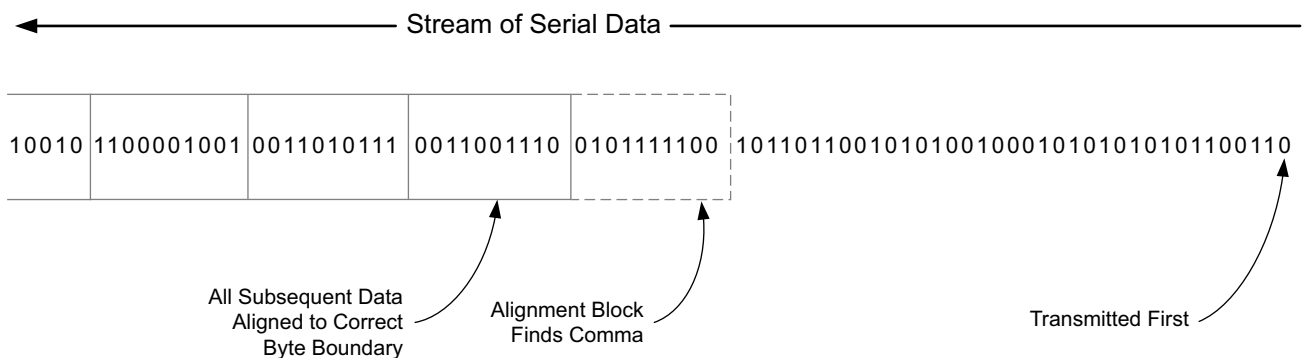 Stream of Serial Data
10010 1100001001 0011010111 0011001110 0101111100 1011011001010100100010101010101100110
All Subsequent Data
Aligned to Correct
Byte Boundary
Alignment Block
Finds Comma
Transmitted First